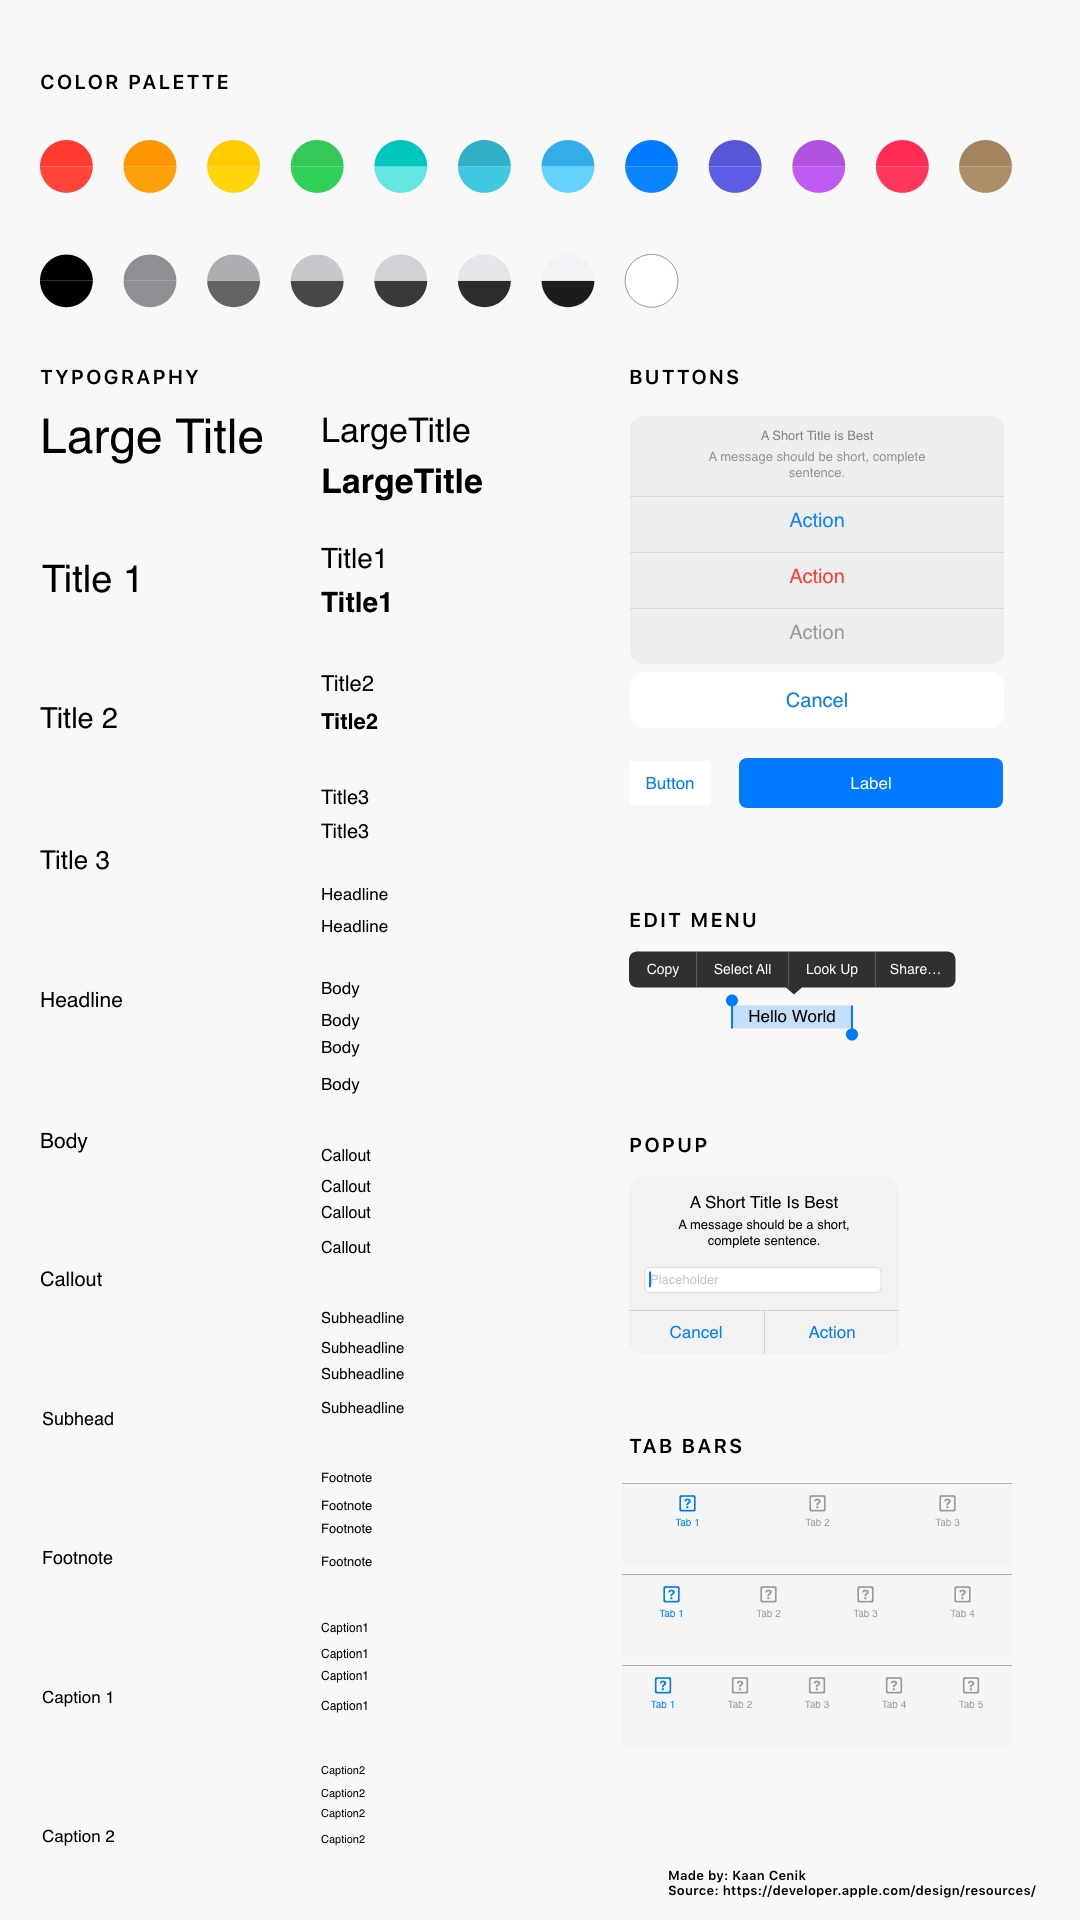 COLOR PALETTE
TYPOGRAPHY
Large Title
LargeTitle
LargeTitle
Title 1
Title1
Title1
Title 2
Title2
Title2
Title 3
Title3
Title3
Headline
Headline
Headline
Body
Body
Body
Body
Body
Callout
Callout
Callout
Callout
Callout
Subhead
Subheadline
Subheadline
Subheadline
Subheadline
Footnote
Footnote
Footnote
Footnote
Footnote
Caption 1
Caption1
Caption1
Caption1
Caption1
Caption 2
Caption2
Caption2
Caption2
Caption2
BUTTONS
A Short Title is Best
A message should be short, complete
sentence.
Action
Action
Action
Cancel
Button
Label
EDIT MENU
Copy Select All Look Up Share...
Hello World
POPUP
A Short Title Is Best
A message should be a short,
complete sentence.
Placeholder
Cancel Action
TAB BARS
? ? ?
Tab 1 Tab 2 Tab 3
? ? ? ?
Tab 1 Tab 2 Tab 3 Tab 4
? ? ? ? ?
Tab 1 Tab 2 Tab 3 Tab 4 Tab 5
Made by: Kaan Cenik
Source: https://developer.apple.com/design/resources/